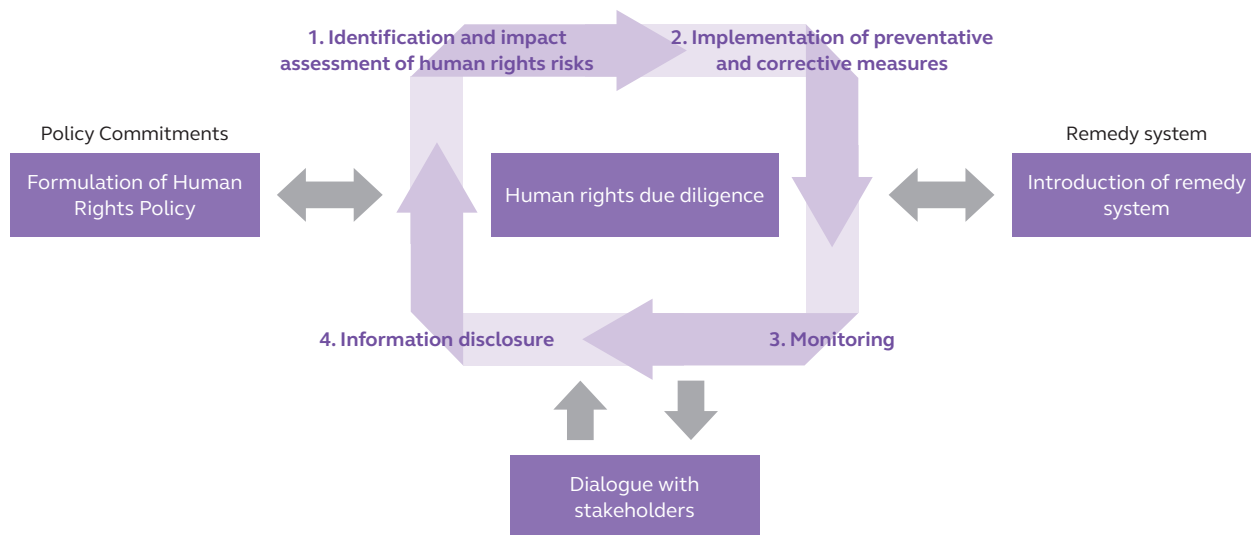 1. Identification and impact
assessment of human rights risks
2. Implementation of preventative
and corrective measures
Policy Commitments
Formulation of Human
Rights Policy
Human rights due diligence
Remedy system
Introduction of remedy
system
4. Information disclosure
3. Monitoring
Dialogue with
stakeholders